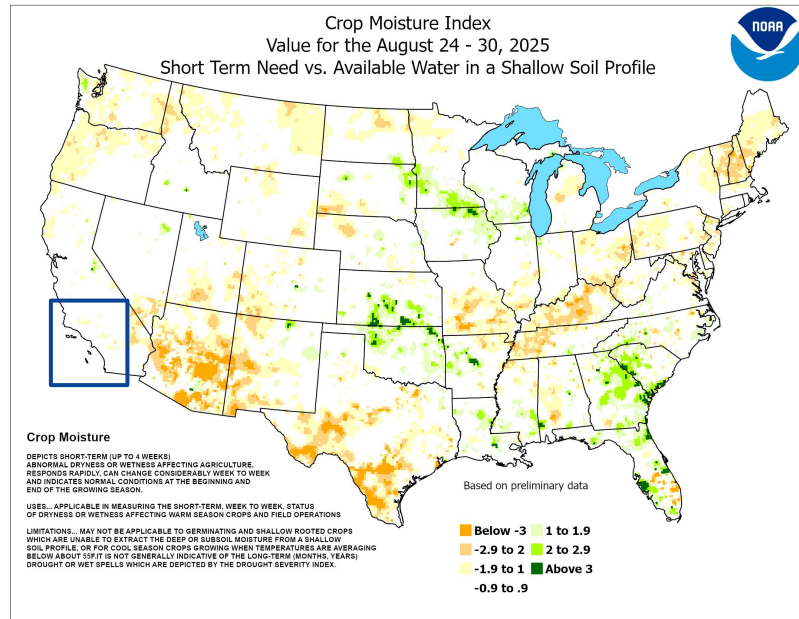 Crop Moisture Index
Value for the August 24 - 30, 2025
Short Term Need vs. Available Water in a Shallow Soil Profile
NOAA
Crop Moisture
DEPICTS SHORT-TERM (UP TO 4 WEEKS)
ABNORMAL DRYNESS OR WETNESS AFFECTING AGRICULTURE,
RESPONDS RAPIDLY, CAN CHANGE CONSIDERABLY WEEK TO WEEK
AND INDICATES NORMAL CONDITIONS AT THE BEGINNING AND
END OF THE GROWING SEASON.
USES... APPLICABLE IN MEASURING THE SHORT-TERM, WEEK TO WEEK, STATUS
OF DRYNESS OR WETNESS AFFECTING WARM SEASON CROPS AND FIELD OPERATIONS
LIMITATIONS... MAY NOT BE APPLICABLE TO GERMINATING AND SHALLOW ROOTED CROPS
WHICH ARE UNABLE TO EXTRACT THE DEEP OR SUBSOIL MOISTURE FROM A SHALLOW
SOIL PROFILE, OR FOR COOL SEASON CROPS GROWING WHEN TEMPERATURES ARE AVERAGING
BELOW ABOUT 55F.IT IS NOT GENERALLY INDICATIVE OF THE LONG-TERM (MONTHS, YEARS)
DROUGHT OR WET SPELLS WHICH ARE DEPICTED BY THE DROUGHT SEVERITY INDEX.
Based on preliminary data
Below -3
-2.9 to 2
-1.9 to 1
-0.9 to .9
1 to 1.9
2 to 2.9
Above 3